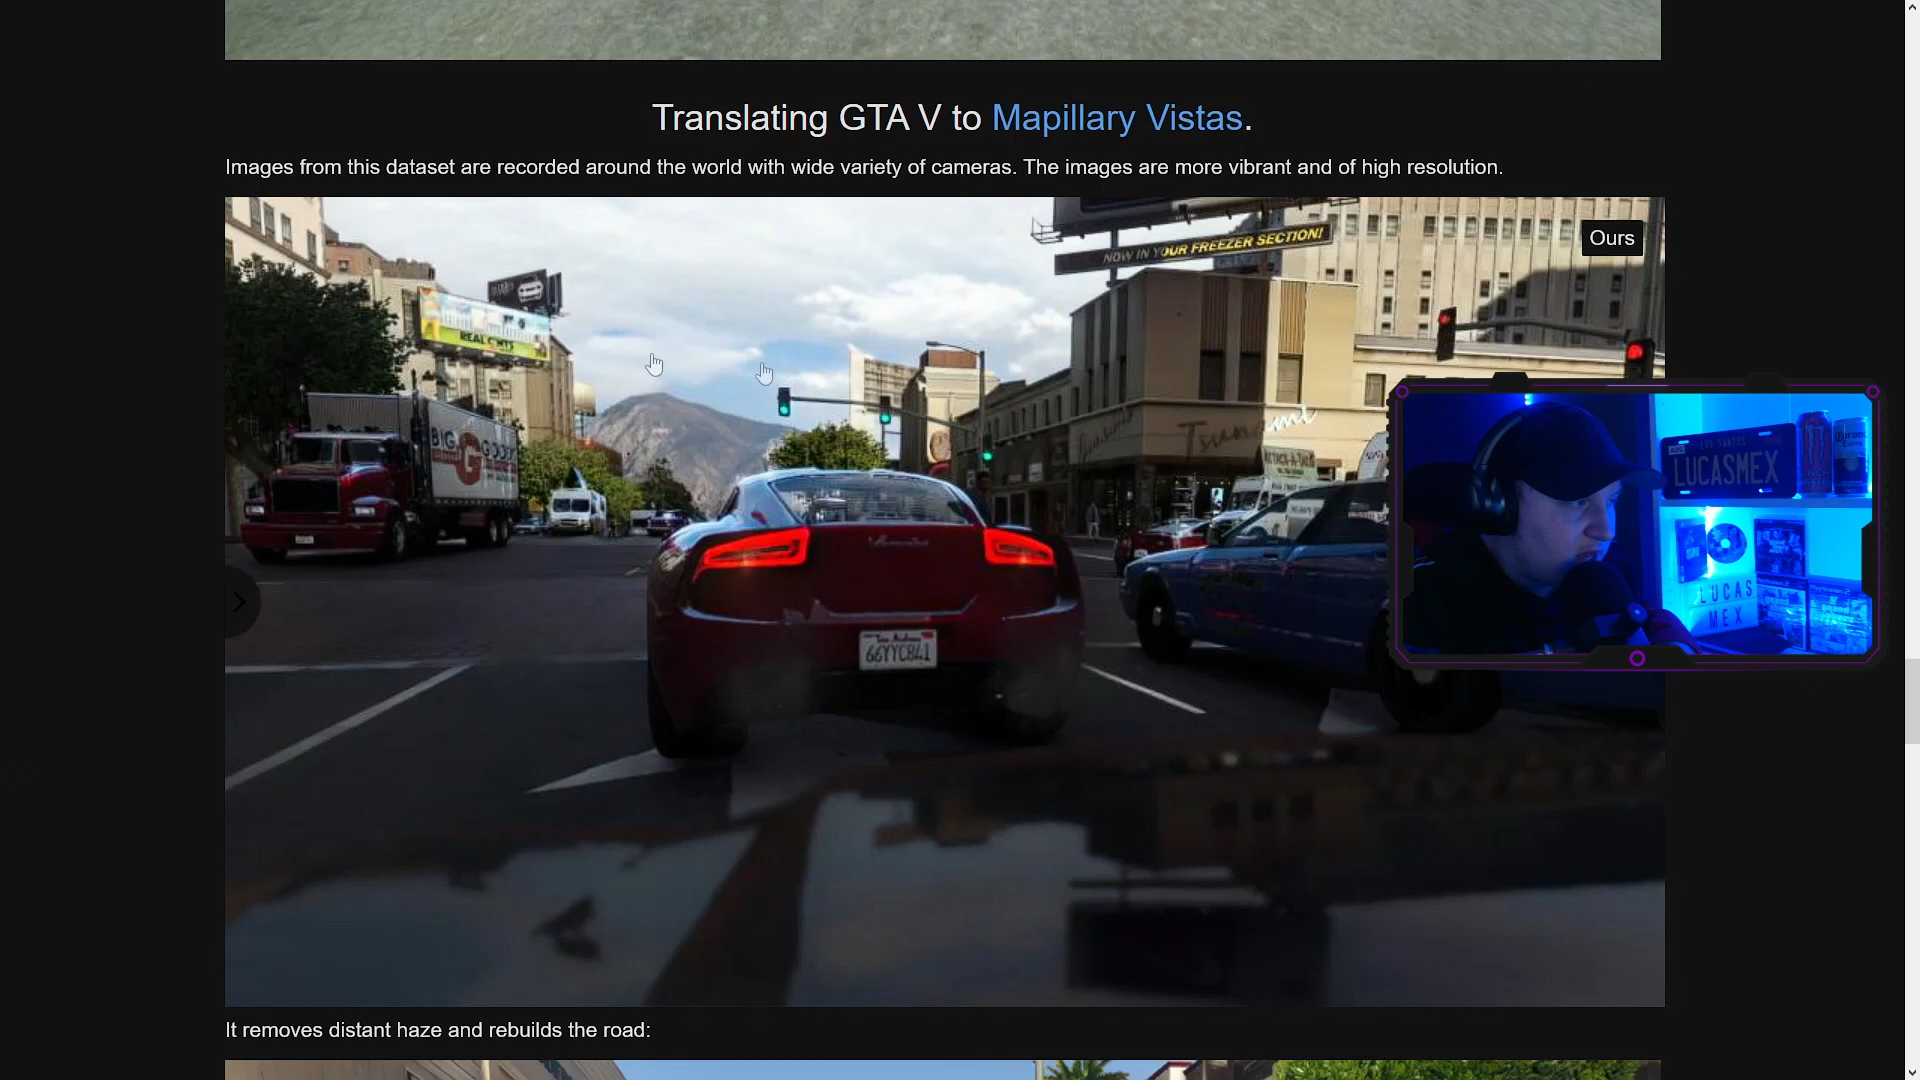 Translating GTA V to Mapillary Vistas.
Images from this dataset are recorded around the world with wide variety of cameras. The images are more vibrant and of high resolution.
Ours
NOW IN YOUR FREEZER SECTION!
BIG GOODS
66YYC841
LOS SANTOS
LUCASMEX
LUCAS
MEX
It removes distant haze and rebuilds the road: